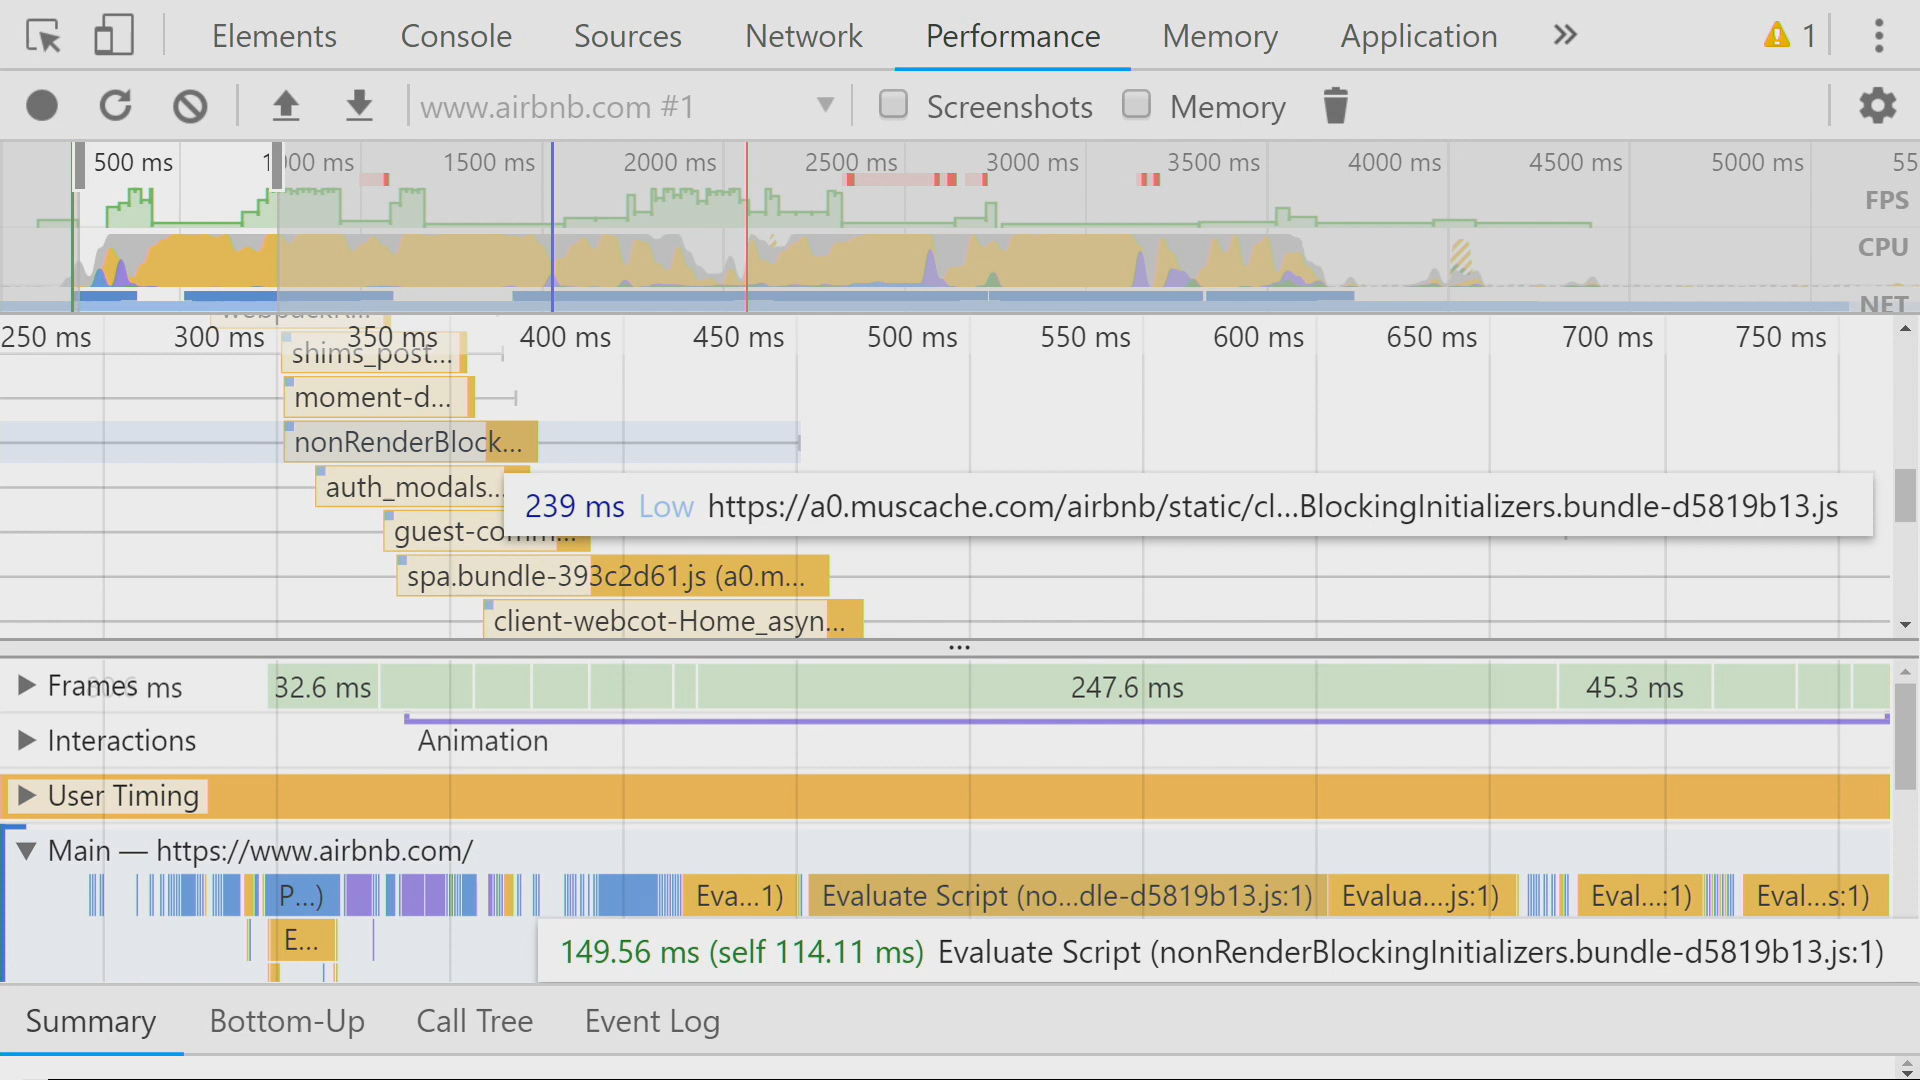 Elements Console Sources Network Performance Memory Application 1
www.airbnb.com #1 Screenshots Memory
500 ms 1000 ms 1500 ms 2000 ms 2500 ms 3000 ms 3500 ms 4000 ms 4500 ms 5000 ms 55
FPS
CPU
NET
250 ms 300 ms 350 ms 400 ms 450 ms 500 ms 550 ms 600 ms 650 ms 700 ms 750 ms
shims_post...
moment-d...
nonRenderBlock...
auth_modals...
239 ms Low https://a0.muscache.com/airbnb/static/cl...BlockingInitializers.bundle-d5819b13.js
guest-comm...
spa.bundle-393c2d61.js (a0.m...
client-webcot-Home_asyn...
...
Frames ms 32.6 ms 247.6 ms 45.3 ms
Interactions Animation
User Timing
Main — https://www.airbnb.com/
P...) Eva...1) Evaluate Script (no...dle-d5819b13.js:1) Evalua....js:1) Eval...:1) Eval...s:1)
E...
149.56 ms (self 114.11 ms) Evaluate Script (nonRenderBlockingInitializers.bundle-d5819b13.js:1)
Summary Bottom-Up Call Tree Event Log